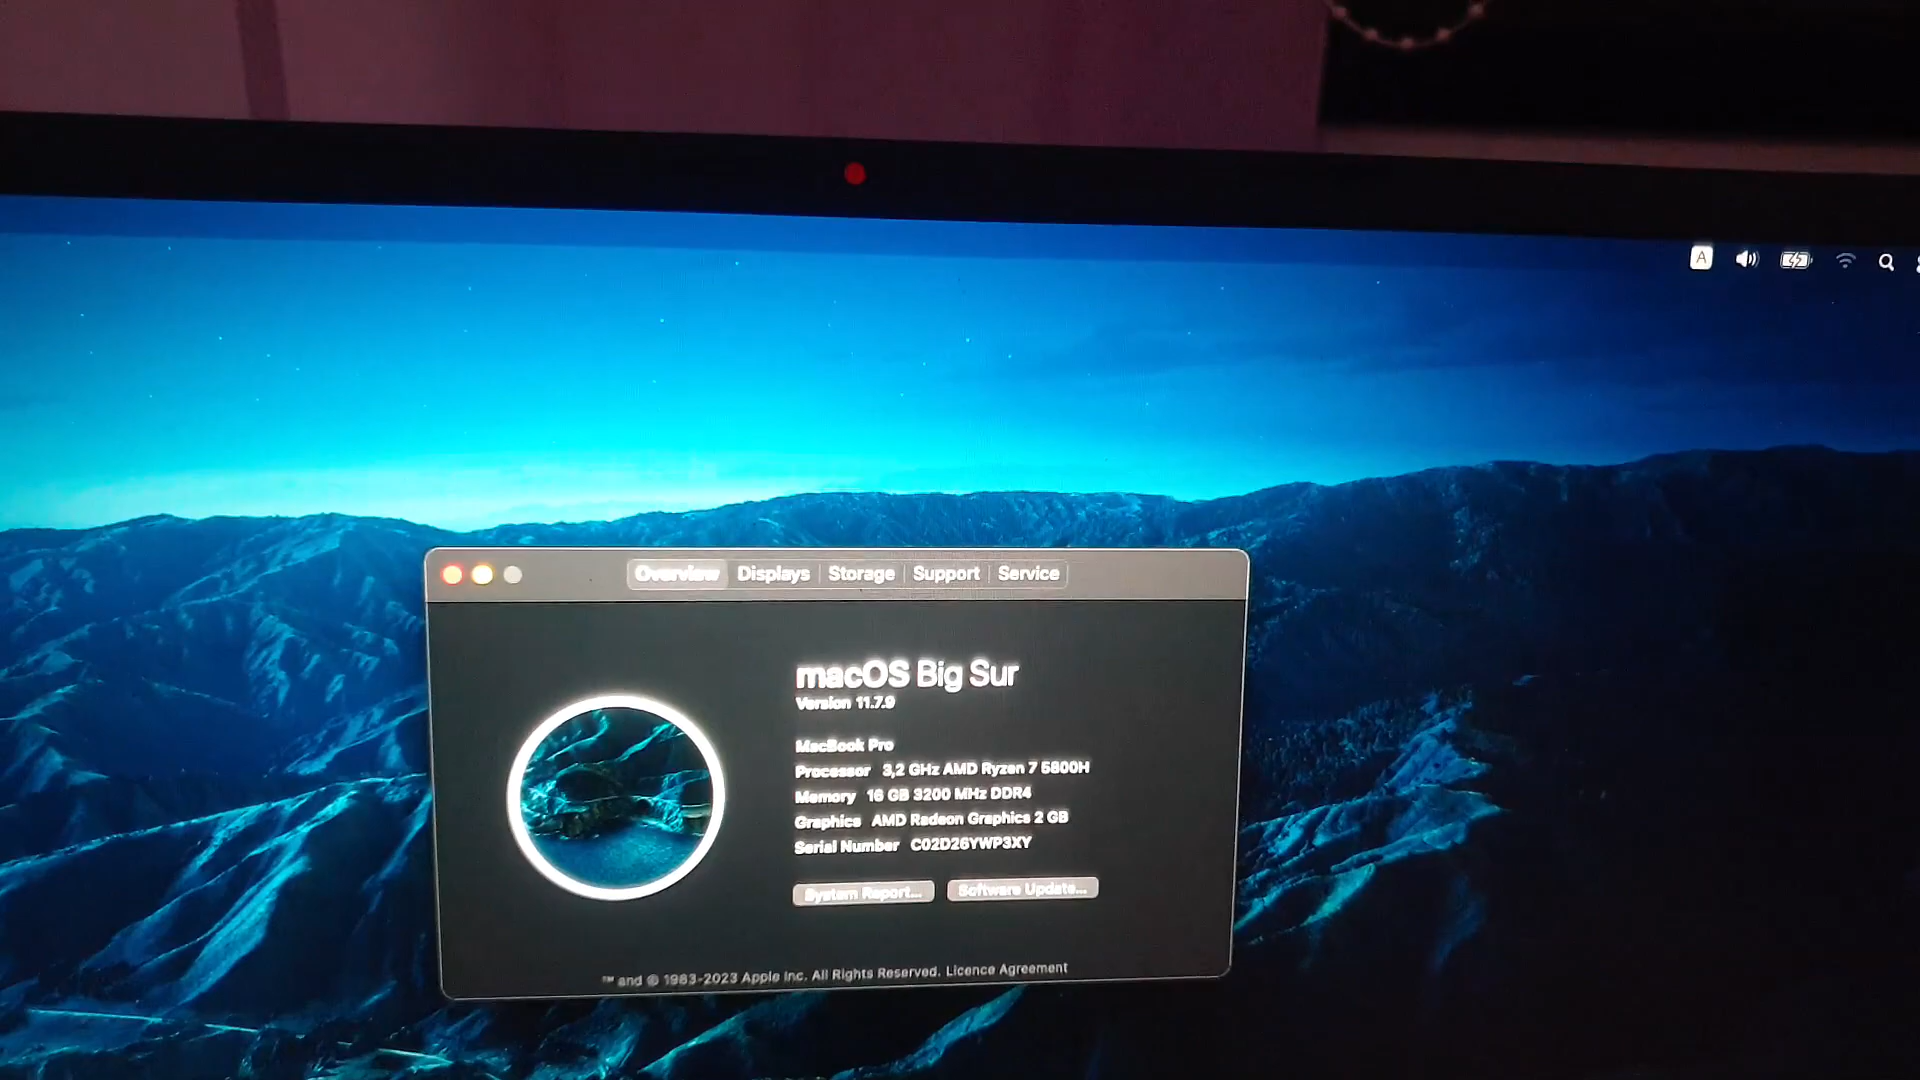 A
Overview Displays Storage Support Service
macOS Big Sur
Version 11.7.9
MacBook Pro
Processor 3,2 GHz AMD Ryzen 7 5800H
Memory 16 GB 3200 MHz DDR4
Graphics AMD Radeon Graphics 2 GB
Serial Number C02D26YWP3XY
System Report... Software Update...
™ and © 1983-2023 Apple Inc. All Rights Reserved. Licence Agreement